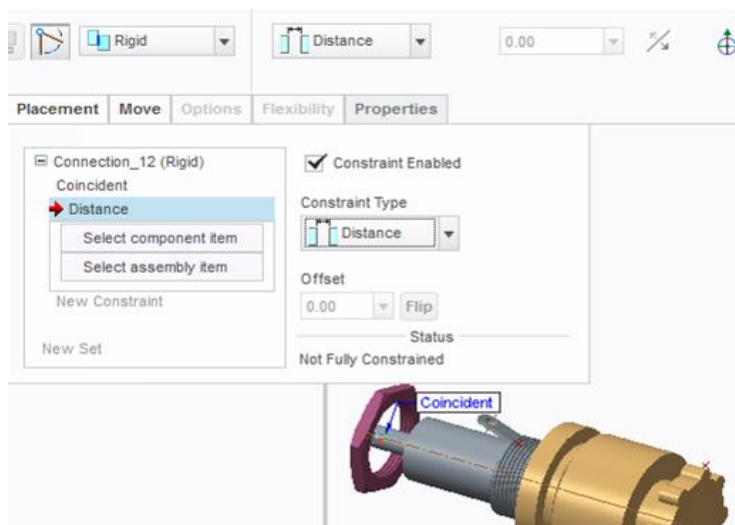 Rigid Distance 0.00
Placement Move Options Flexibility Properties
Connection_12 (Rigid)
Coincident
Distance
Select component item
Select assembly item
New Constraint
New Set
Constraint Enabled
Constraint Type
Distance
Offset
0.00 Flip
Status
Not Fully Constrained
Coincident